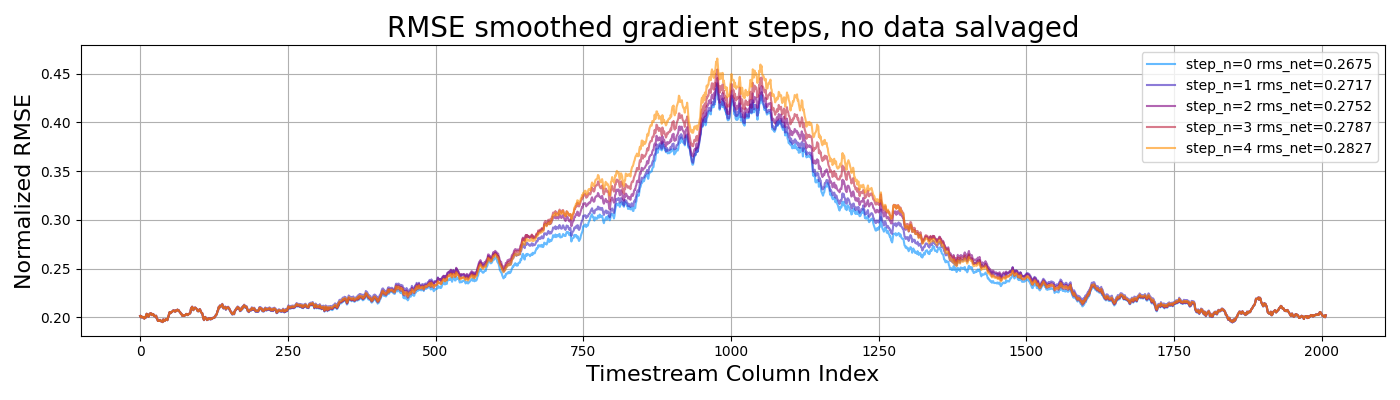 RMSE smoothed gradient steps, no data salvaged
step_n=0 rms_net=0.2675
step_n=1 rms_net=0.2717
step_n=2 rms_net=0.2752
step_n=3 rms_net=0.2787
step_n=4 rms_net=0.2827
Normalized RMSE
0.45
0.40
0.35
0.30
0.25
0.20
0 250 500 750 1000 1250 1500 1750 2000
Timestream Column Index